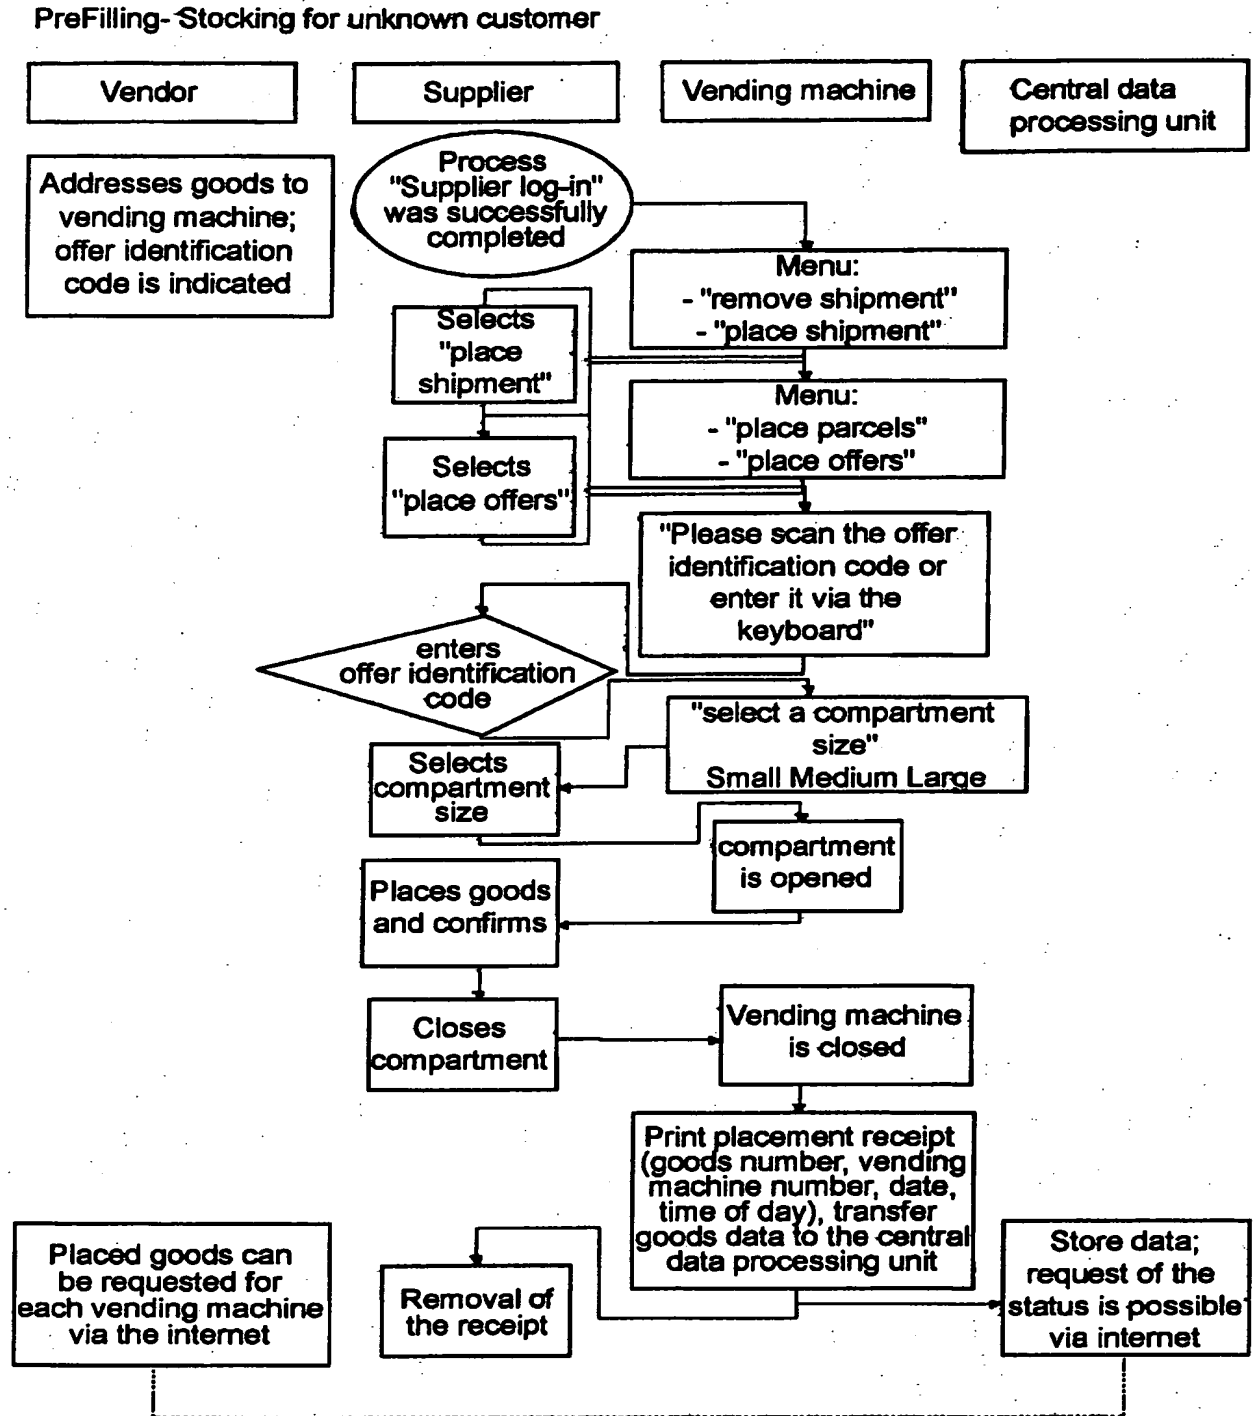 PreFilling- Stocking for unknown customer
Vendor
Supplier
Vending machine
Central data
processing unit
Addresses goods to
vending machine;
offer identification
code is indicated
Process
"Supplier log-in"
was successfully
completed
Menu:
- "remove shipment"
- "place shipment"
Selects
"place
shipment"
Menu:
- "place parcels"
- "place offers"
Selects
"place offers"
"Please scan the offer
identification code or
enter it via the
keyboard"
enters
offer identification
code
"select a compartment
size"
Small Medium Large
Selects
compartment
size
compartment
is opened
Places goods
and confirms
Closes
compartment
Vending machine
is closed
Print placement receipt
(goods number, vending
machine number, date,
time of day), transfer
goods data to the central
data processing unit
Placed goods can
be requested for
each vending machine
via the internet
Removal of
the receipt
Store data;
request of the
status is possible
via internet